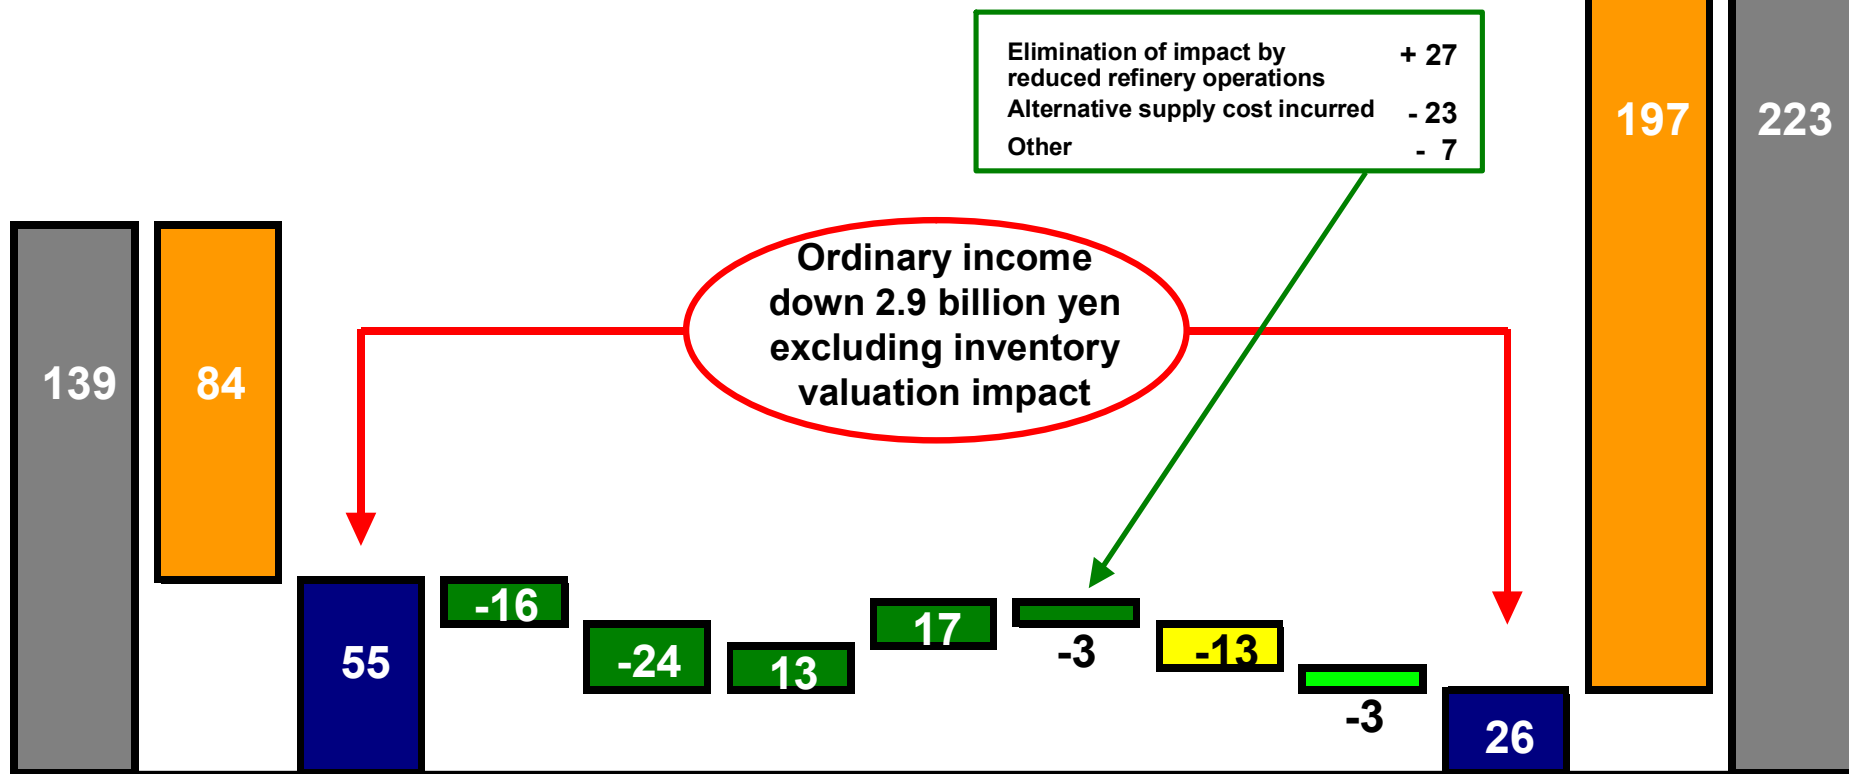 Elimination of impact by + 27
reduced refinery operations
Alternative supply cost incurred - 23
Other - 7
197
223
Ordinary income
down 2.9 billion yen
excluding inventory
valuation impact
139
84
55
-16
-24
13
17
-3
-13
-3
26